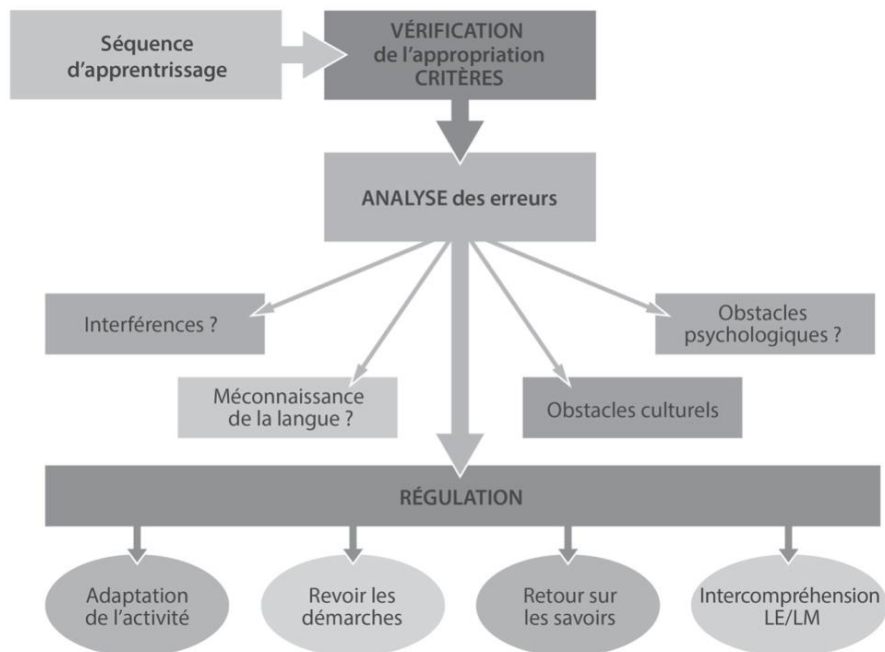 Séquence
d'apprentrissage
VÉRIFICATION
de l'appropriation
CRITÈRES
ANALYSE des erreurs
Interférences ?
Obstacles
psychologiques ?
Méconnaissance
de la langue ?
Obstacles culturels
RÉGULATION
Adaptation
de l'activité
Revoir les
démarches
Retour sur
les savoirs
Intercompréhension
LE/LM